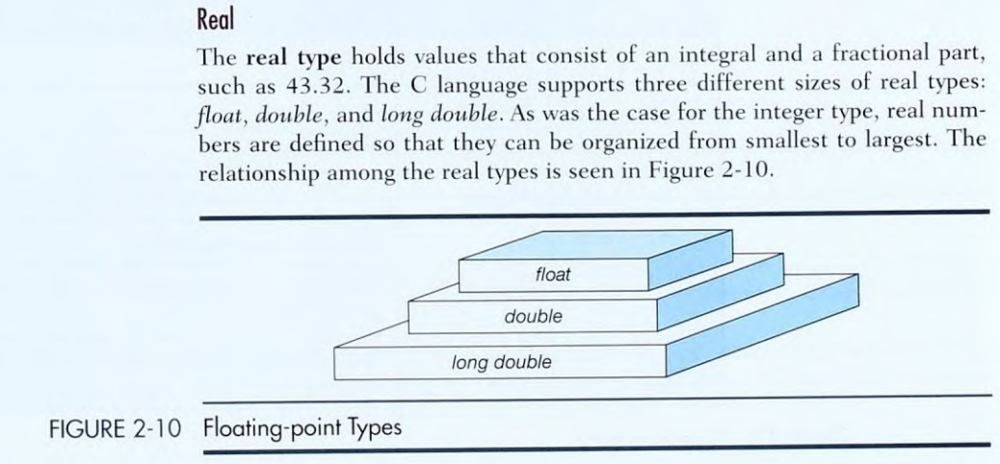 Real
The real type holds values that consist of an integral and a fractional part,
such as 43.32. The C language supports three different sizes of real types:
float, double, and long double. As was the case for the integer type, real num-
bers are defined so that they can be organized from smallest to largest. The
relationship among the real types is seen in Figure 2-10.
float
double
long double
FIGURE 2-10 Floating-point Types